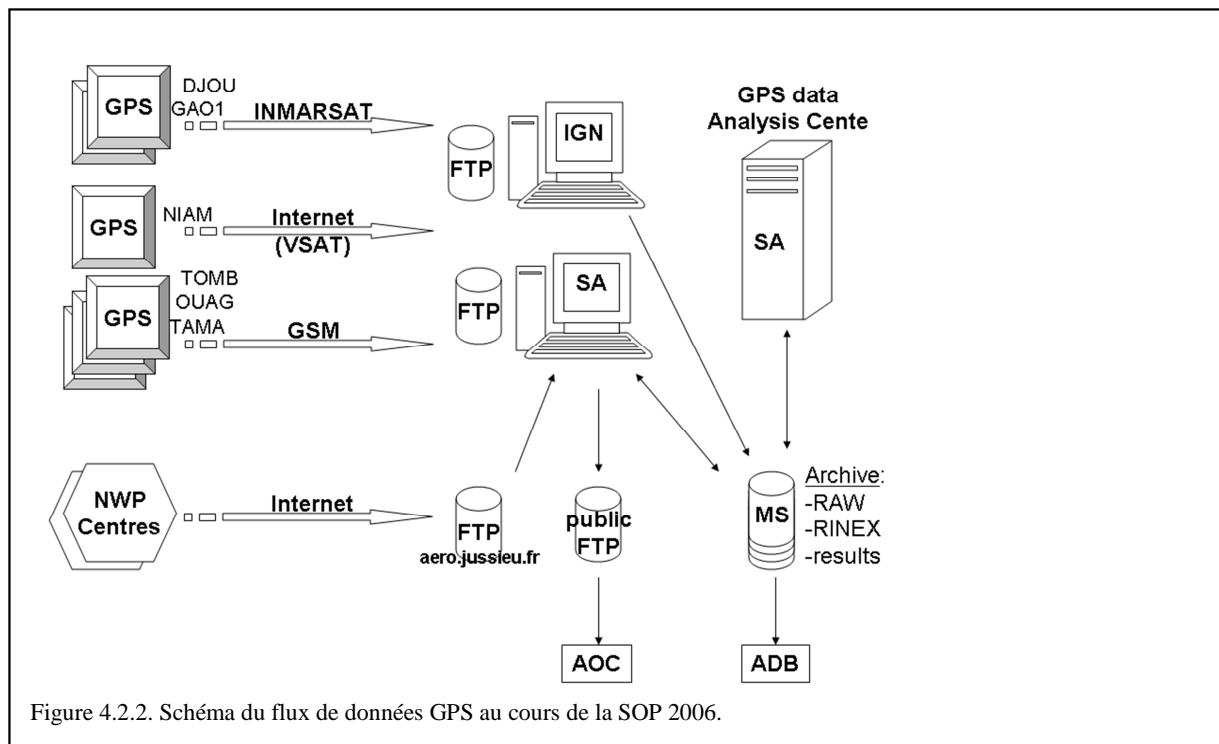 DJOU
GPS
GAO1
INMARSAT
FTP
IGN
GPS data
Analysis Cente
SA
GPS
NIAM
Internet
(VSAT)
TOMB
OUAG
GPS
TAMA
GSM
FTP
SA
NWP
Centres
Internet
FTP
aero.jussieu.fr
public
FTP
MS
Archive:
-RAW
-RINEX
-results
AOC
ADB
Figure 4.2.2. Schéma du flux de données GPS au cours de la SOP 2006.